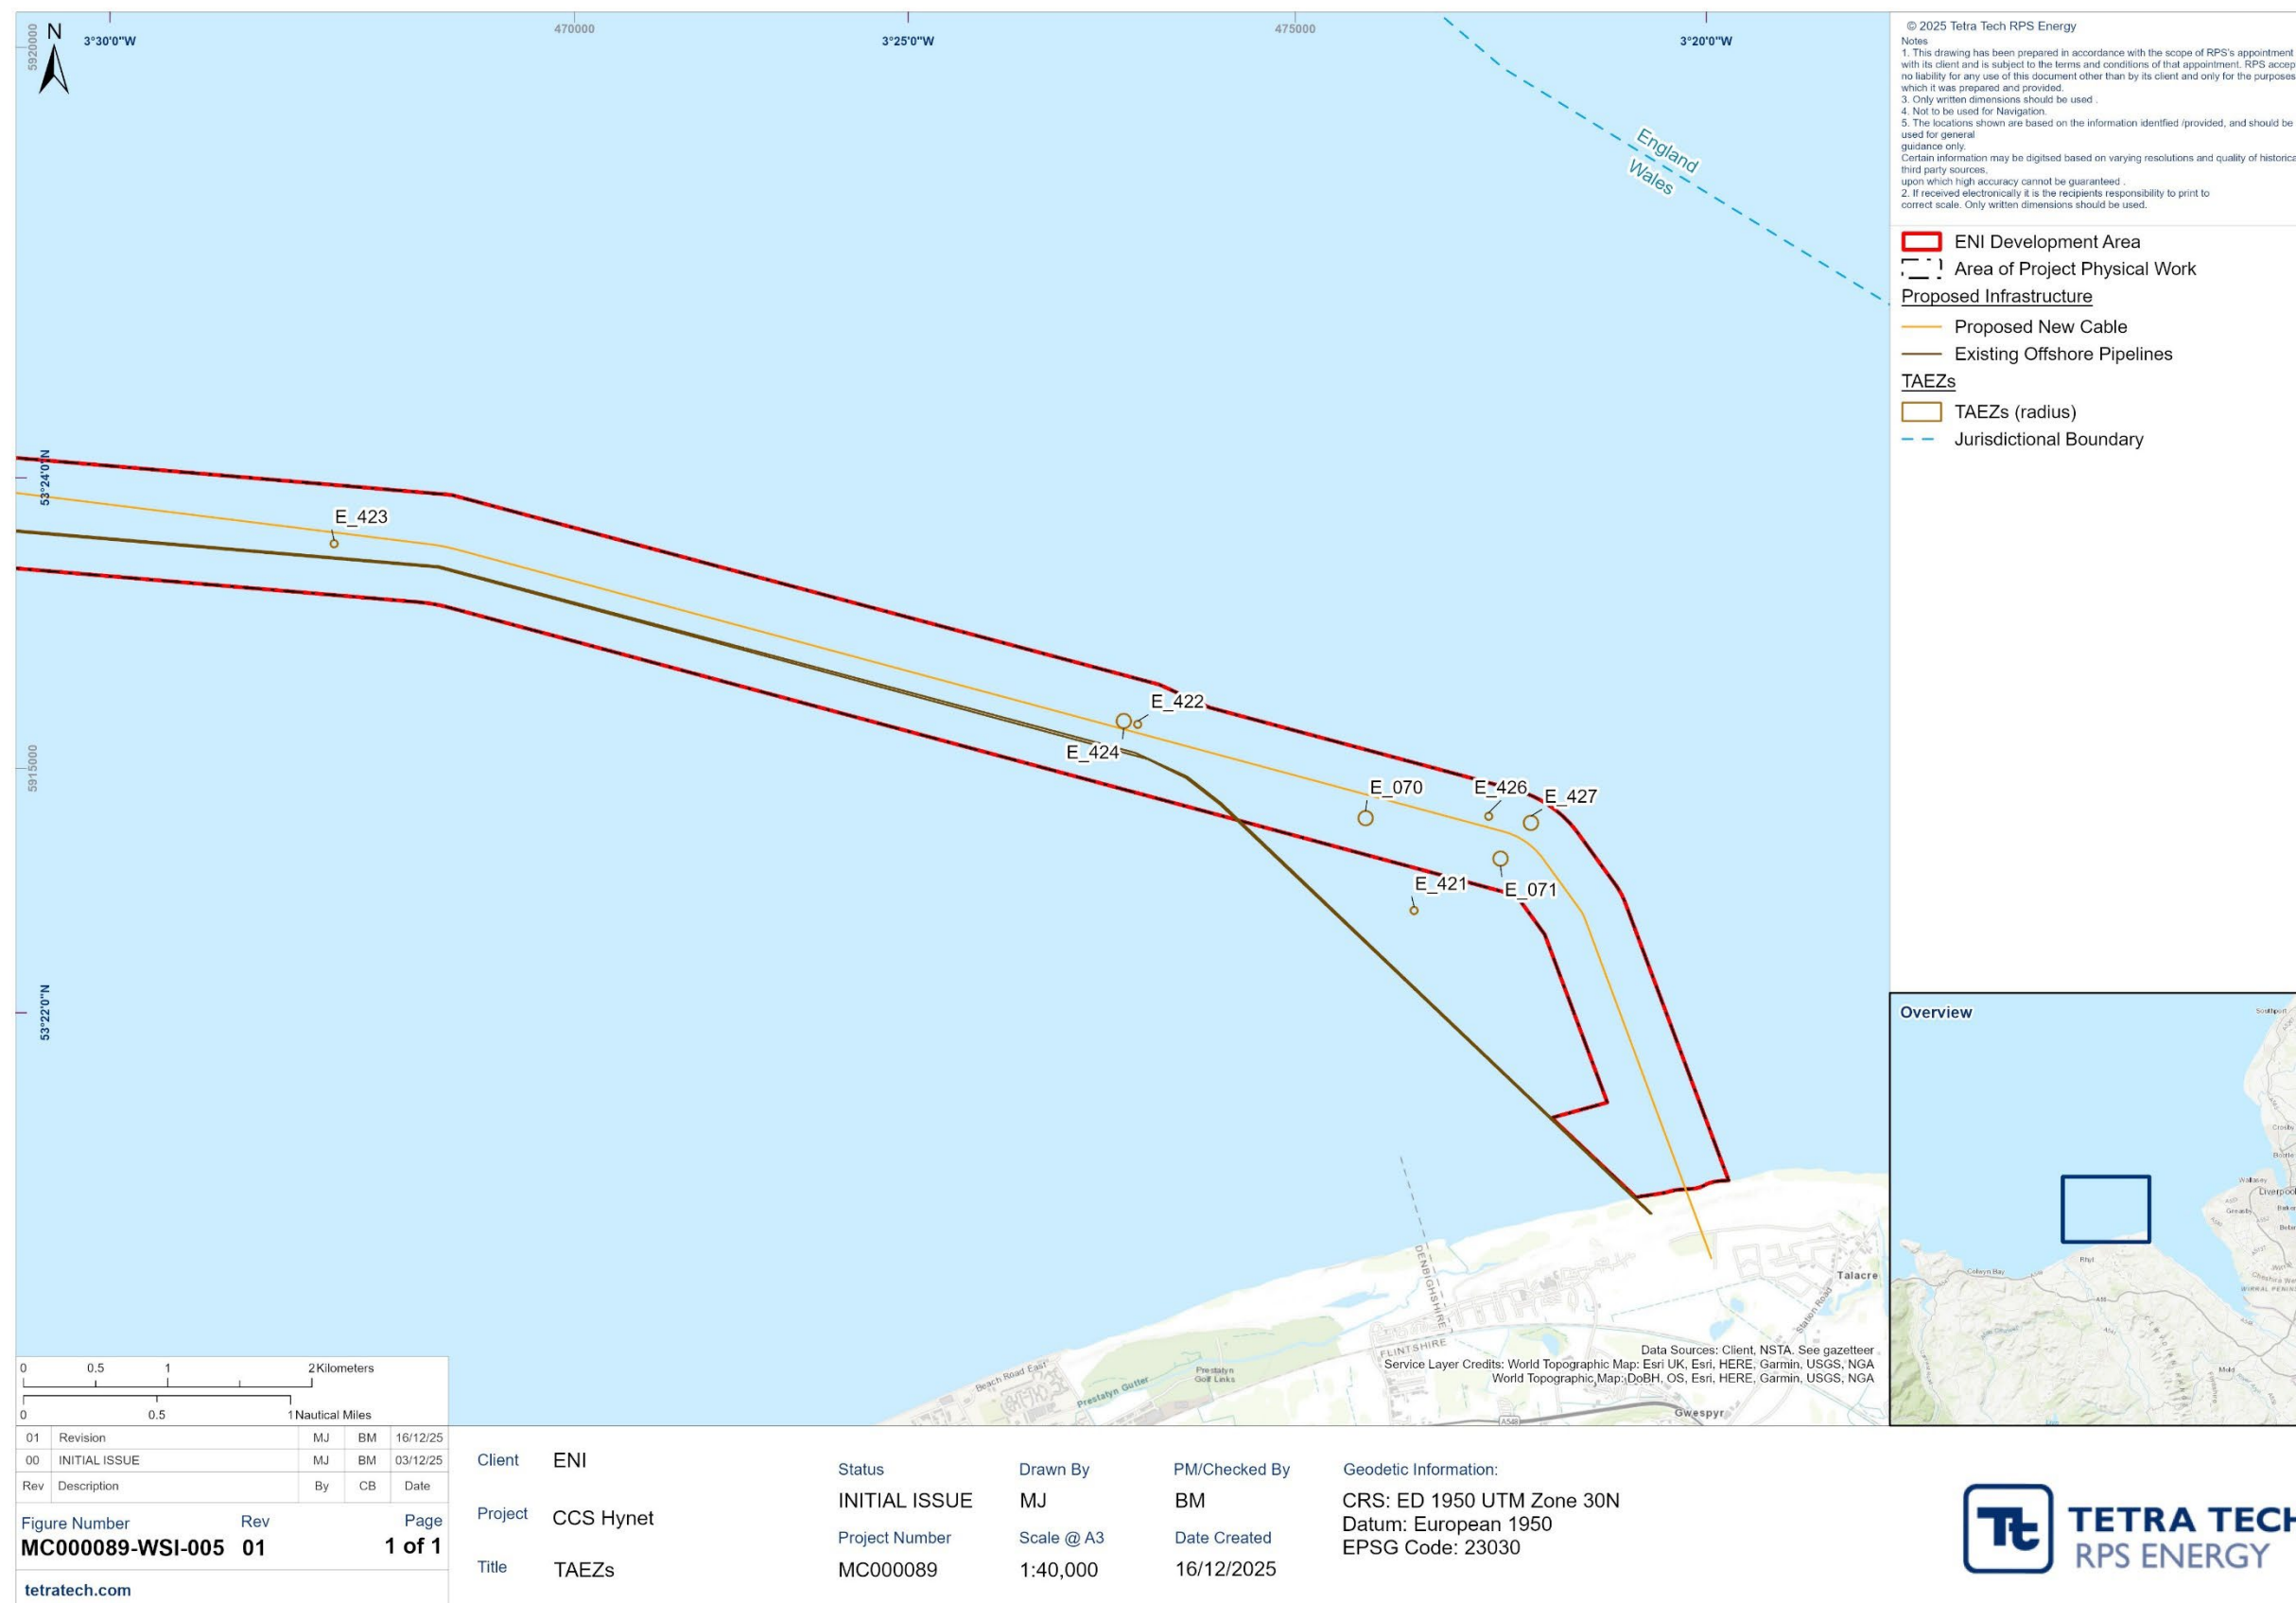 N
5920000
3°30'0"W
470000
3°25'0"W
475000
3°20'0"W
England
Wales
53°24'0"N
E_423
E_422
E_424
5915000
E_070
E_426
E_427
E_421
E_071
53°22'0"N
DENBIGHSHIRE
FLINTSHIRE
Talacre
Station Road
Beach Road East
Prestatyn Gutter
Prestatyn
Golf Links
A548
Gwespyr
Data Sources: Client, NSTA. See gazetteer
Service Layer Credits: World Topographic Map: Esri UK, Esri, HERE, Garmin, USGS, NGA
World Topographic Map: DoBH, OS, Esri, HERE, Garmin, USGS, NGA
© 2025 Tetra Tech RPS Energy
Notes
1. This drawing has been prepared in accordance with the scope of RPS's appointment
with its client and is subject to the terms and conditions of that appointment. RPS accep
no liability for any use of this document other than by its client and only for the purposes
which it was prepared and provided.
3. Only written dimensions should be used .
4. Not to be used for Navigation.
5. The locations shown are based on the information identfied /provided, and should be
used for general
guidance only.
Certain information may be digitsed based on varying resolutions and quality of historica
third party sources,
upon which high accuracy cannot be guaranteed .
2. If received electronically it is the recipients responsibility to print to
correct scale. Only written dimensions should be used.
ENI Development Area
Area of Project Physical Work
Proposed Infrastructure
Proposed New Cable
Existing Offshore Pipelines
TAEZs
TAEZs (radius)
Jurisdictional Boundary
Overview
Southport
Crosby
Bootle
Wallasey
Liverpool
Greasby
Rhyl
Colwyn Bay
Mold
0 0.5 1 2 Kilometers
0 0.5 1 Nautical Miles
01 Revision MJ BM 16/12/25
00 INITIAL ISSUE MJ BM 03/12/25
Rev Description By CB Date
Figure Number Rev Page
MC000089-WSI-005 01 1 of 1
tetratech.com
Client ENI
Project CCS Hynet
Title TAEZs
Status Drawn By PM/Checked By
INITIAL ISSUE MJ BM
Project Number Scale @ A3 Date Created
MC000089 1:40,000 16/12/2025
Geodetic Information:
CRS: ED 1950 UTM Zone 30N
Datum: European 1950
EPSG Code: 23030
Tt
TETRA TECH
RPS ENERGY